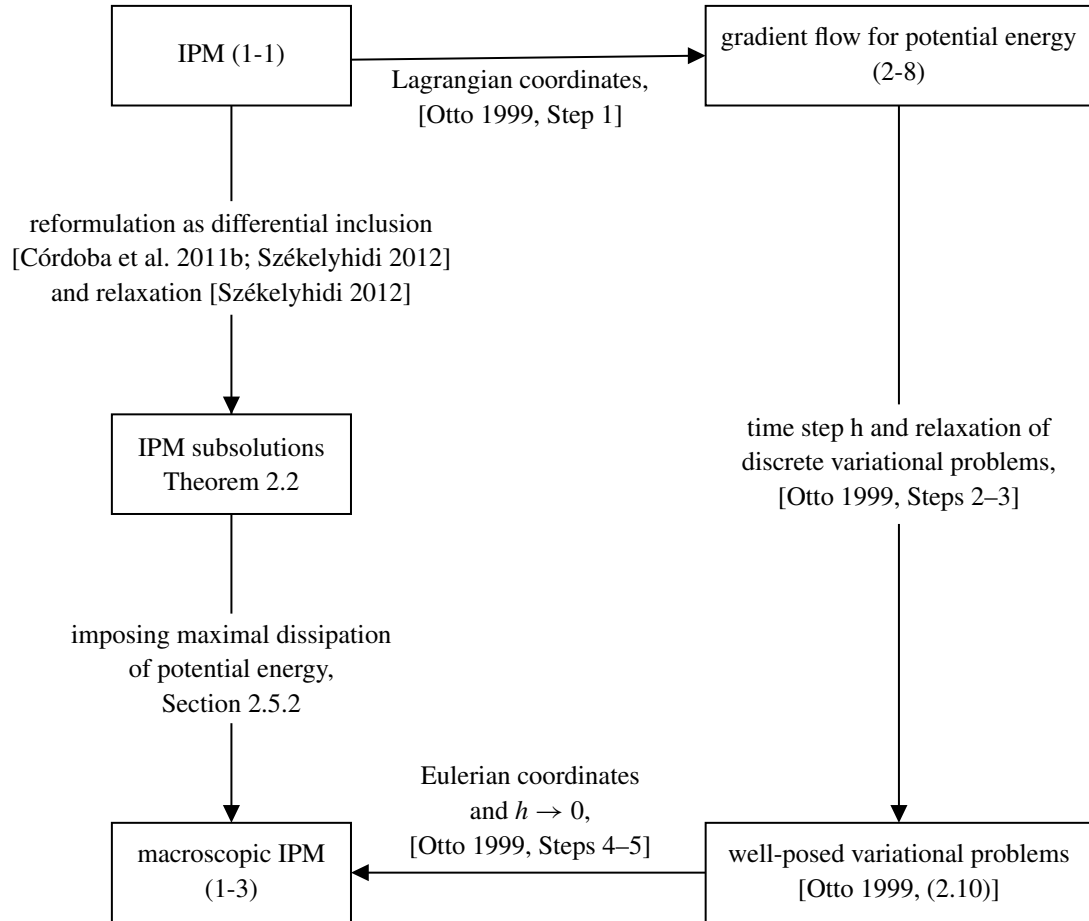 IPM (1-1)
gradient flow for potential energy
(2-8)
Lagrangian coordinates,
[Otto 1999, Step 1]
reformulation as differential inclusion
[Córdoba et al. 2011b; Székelyhidi 2012]
and relaxation [Székelyhidi 2012]
IPM subsolutions
Theorem 2.2
time step h and relaxation of
discrete variational problems,
[Otto 1999, Steps 2–3]
imposing maximal dissipation
of potential energy,
Section 2.5.2
Eulerian coordinates
and h → 0,
[Otto 1999, Steps 4–5]
macroscopic IPM
(1-3)
well-posed variational problems
[Otto 1999, (2.10)]